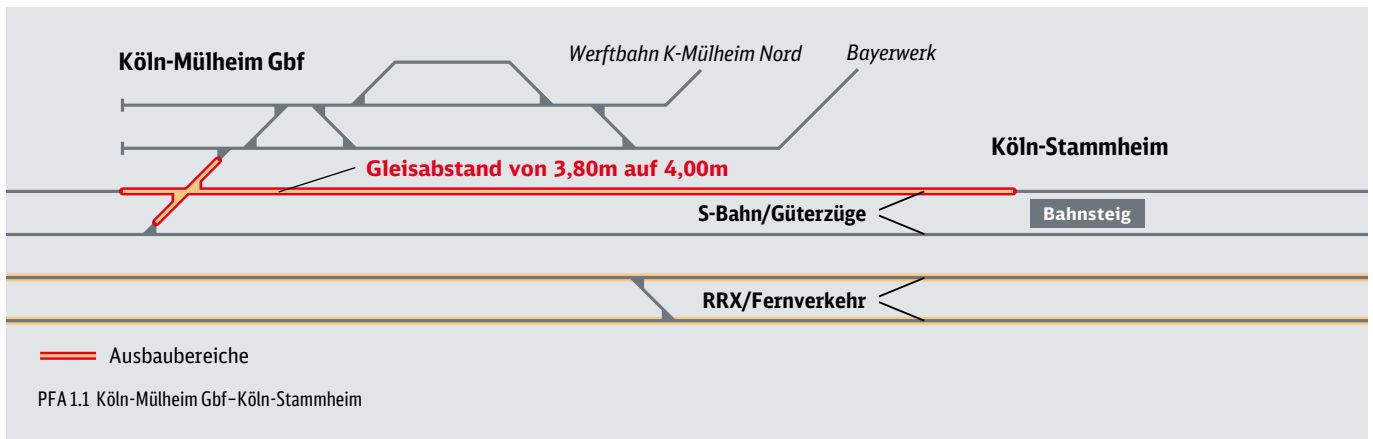 Köln-Mülheim Gbf
Werftbahn K-Mülheim Nord
Bayerwerk
Köln-Stammheim
Gleisabstand von 3,80m auf 4,00m
S-Bahn/Güterzüge
Bahnsteig
RRX/Fernverkehr
Ausbaubereiche
PFA 1.1 Köln-Mülheim Gbf–Köln-Stammheim